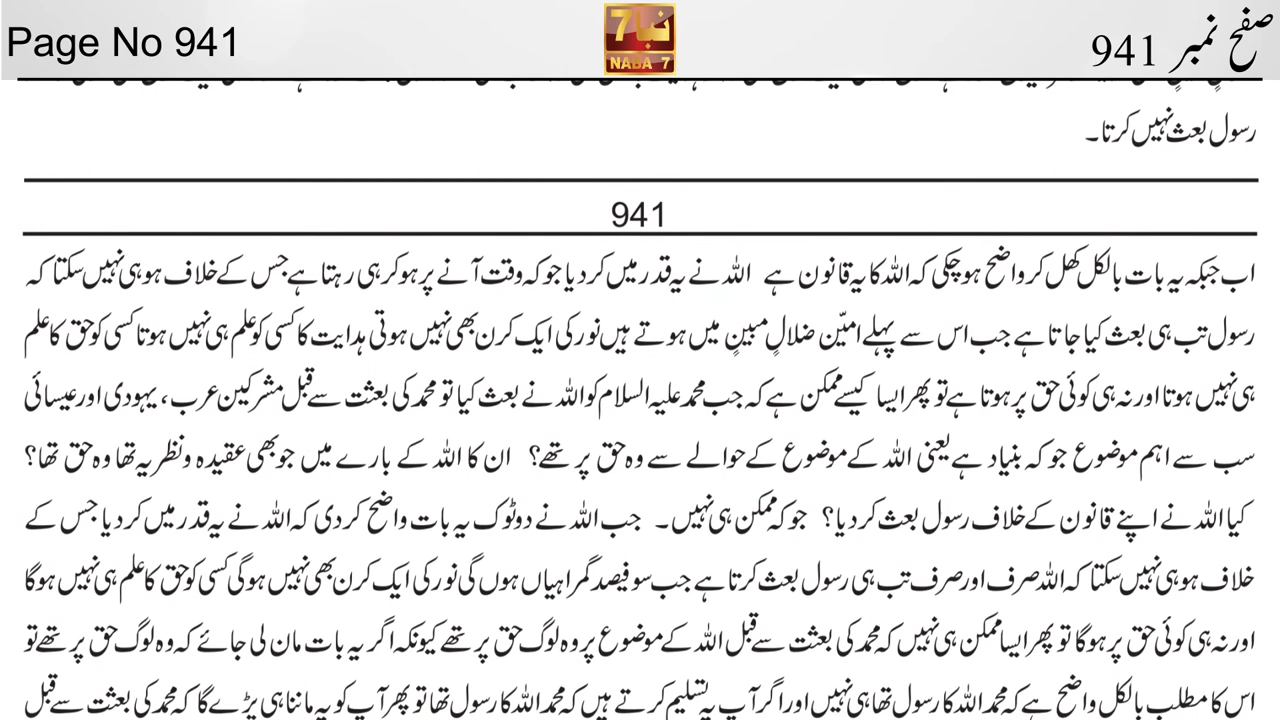 Page No 941
نبا 7
NABA 7
صفح نمبر 941
رسول بعث نہیں کرتا۔
941
اب جبکہ یہ بات بالکل کھل کر واضح ہو چکی کہ اللہ کا یہ قانون ہے اللہ نے یہ قدر میں کر دیا جو کہ وقت آنے پر ہو کر ہی رہتا ہے جس کے خلاف ہو ہی نہیں سکتا کہ
رسول تب ہی بعث کیا جاتا ہے جب اس سے پہلے امیّن ضلالٍ مبینٍ میں ہوتے ہیں نور کی ایک کرن بھی نہیں ہوتی ہدایت کا کسی کو علم ہی نہیں ہوتا کسی کو حق کا علم
ہی نہیں ہوتا اور نہ ہی کوئی حق پر ہوتا ہے تو پھر ایسا کیسے ممکن ہے کہ جب محمد علیہ السلام کو اللہ نے بعث کیا تو محمد کی بعثت سے قبل مشرکین عرب، یہودی اور عیسائی
سب سے اہم موضوع جو کہ بنیاد ہے یعنی اللہ کے موضوع کے حوالے سے وہ حق پر تھے؟ ان کا اللہ کے بارے میں جو بھی عقیدہ و نظریہ تھا وہ حق تھا؟
کیا اللہ نے اپنے قانون کے خلاف رسول بعث کر دیا؟ جو کہ ممکن ہی نہیں۔ جب اللہ نے دو ٹوک یہ بات واضح کر دی کہ اللہ نے یہ قدر میں کر دیا جس کے
خلاف ہو ہی نہیں سکتا کہ اللہ صرف اور صرف تب ہی رسول بعث کرتا ہے جب سو فیصد گمراہیاں ہوں گی نور کی ایک کرن بھی نہیں ہو گی کسی کو حق کا علم ہی نہیں ہوگا
اور نہ ہی کوئی حق پر ہوگا تو پھر ایسا ممکن ہی نہیں کہ محمد کی بعثت سے قبل اللہ کے موضوع پر وہ لوگ حق پر تھے کیونکہ اگر یہ بات مان لی جائے کہ وہ لوگ حق پر تھے تو
اس کا مطلب بالکل واضح ہے کہ محمد اللہ کا رسول تھا ہی نہیں اور اگر آپ یہ تسلیم کرتے ہیں کہ محمد اللہ کا رسول تھا تو پھر آپ کو یہ ماننا ہی پڑے گا کہ محمد کی بعثت سے قبل